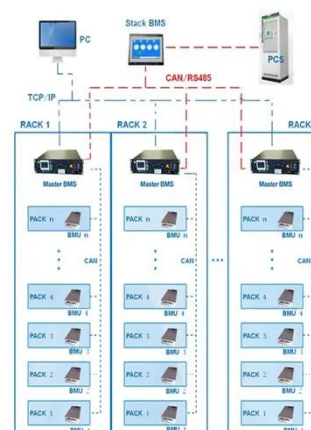 PC
Stack BMS
PCS
CAN/RS485
TCP/IP
RACK 1
RACK 2
RACK
Master BMS
Master BMS
Master BMS
PACK n
BMU n
PACK n
BMU n
PACK n
BMU n
CAN
CAN
CAN
PACK 4
BMU 4
PACK 4
BMU 4
PACK 4
BMU 4
PACK 3
BMU 3
PACK 3
BMU 3
PACK 3
BMU 3
PACK 2
BMU 2
PACK 2
BMU 2
PACK 2
BMU 2
PACK 1
PACK 1
PACK 1